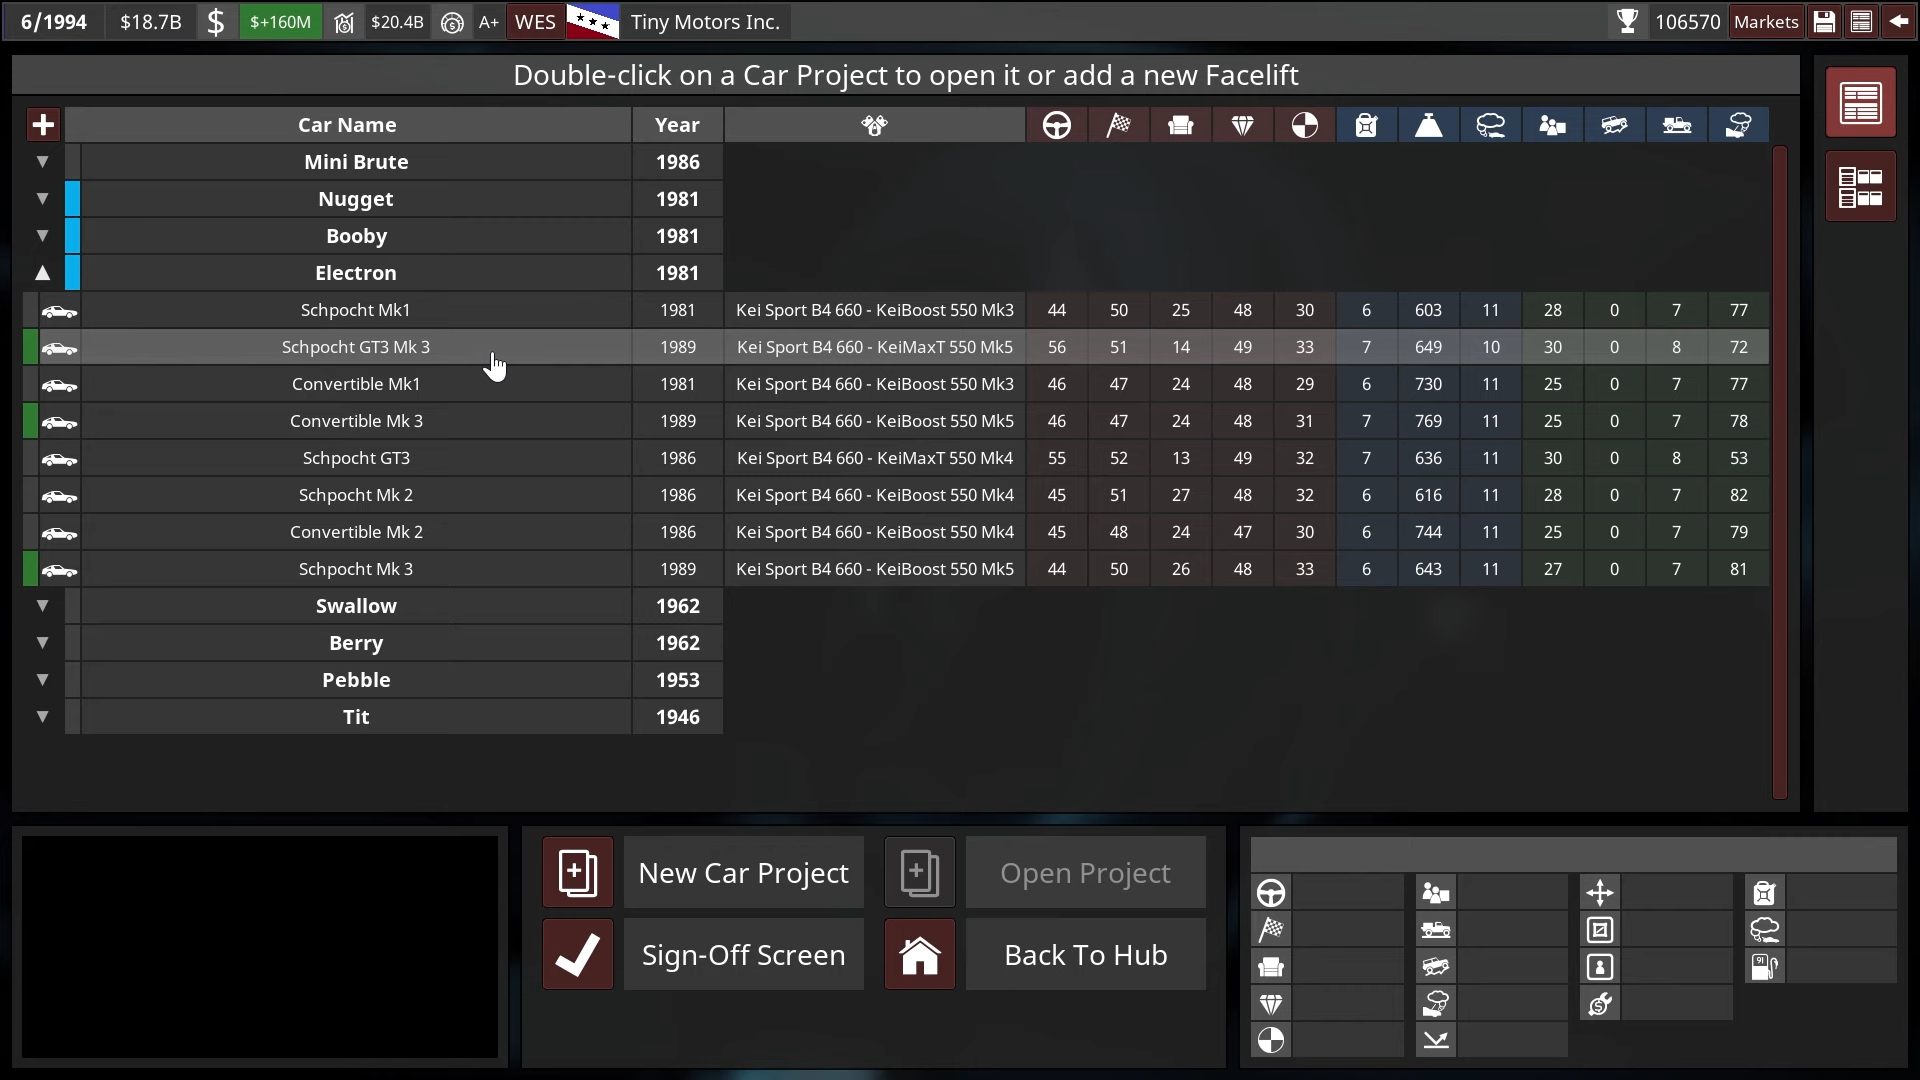 6/1994 $18.7B $ $+160M $20.4B A+ WES Tiny Motors Inc. 106570 Markets
Double-click on a Car Project to open it or add a new Facelift
Car Name Year
Mini Brute 1986
Nugget 1981
Booby 1981
Electron 1981
Schpocht Mk1 1981 Kei Sport B4 660 - KeiBoost 550 Mk3 44 50 25 48 30 6 603 11 28 0 7 77
Schpocht GT3 Mk 3 1989 Kei Sport B4 660 - KeiMaxT 550 Mk5 56 51 14 49 33 7 649 10 30 0 8 72
Convertible Mk1 1981 Kei Sport B4 660 - KeiBoost 550 Mk3 46 47 24 48 29 6 730 11 25 0 7 77
Convertible Mk 3 1989 Kei Sport B4 660 - KeiBoost 550 Mk5 46 47 24 48 31 7 769 11 25 0 7 78
Schpocht GT3 1986 Kei Sport B4 660 - KeiMaxT 550 Mk4 55 52 13 49 32 7 636 11 30 0 8 53
Schpocht Mk 2 1986 Kei Sport B4 660 - KeiBoost 550 Mk4 45 51 27 48 32 6 616 11 28 0 7 82
Convertible Mk 2 1986 Kei Sport B4 660 - KeiBoost 550 Mk4 45 48 24 47 30 6 744 11 25 0 7 79
Schpocht Mk 3 1989 Kei Sport B4 660 - KeiBoost 550 Mk5 44 50 26 48 33 6 643 11 27 0 7 81
Swallow 1962
Berry 1962
Pebble 1953
Tit 1946
New Car Project Open Project
Sign-Off Screen Back To Hub
91